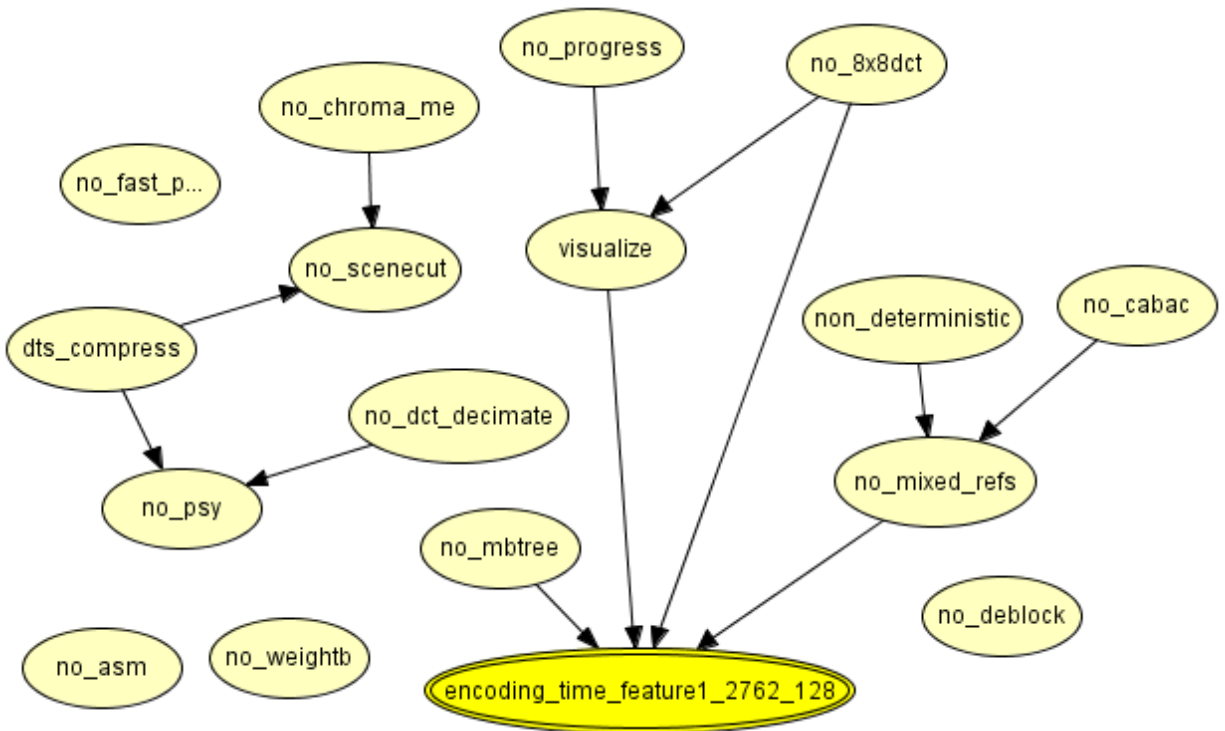 no_progress
no_8x8dct
no_chroma_me
no_fast_p...
visualize
no_scenecut
no_cabac
non_deterministic
dts_compress
no_dct_decimate
no_mixed_refs
no_psy
no_mbtree
no_deblock
no_weightb
no_asm
encoding_time_feature1_2762_128